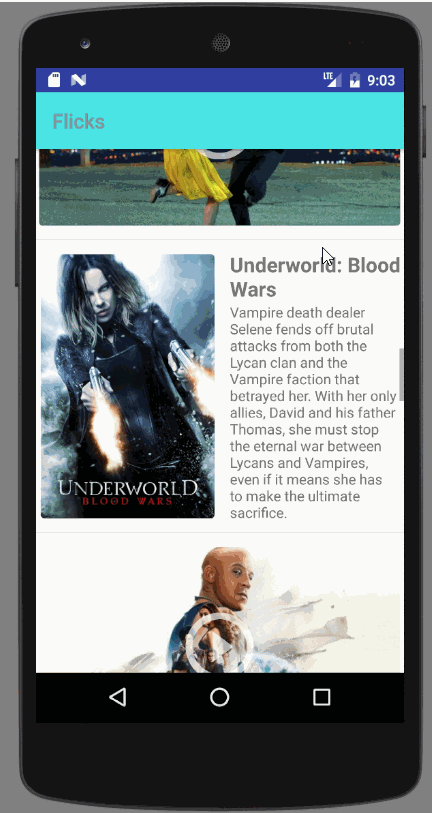 LTE
9:03
Flicks
Underworld: Blood
Wars
Vampire death dealer
Selene fends off brutal
attacks from both the
Lycan clan and the
Vampire faction that
betrayed her. With her only
allies, David and his father
Thomas, she must stop
the eternal war between
Lycans and Vampires,
even if it means she has
to make the ultimate
sacrifice.
UNDERWORLD
BLOOD WARS